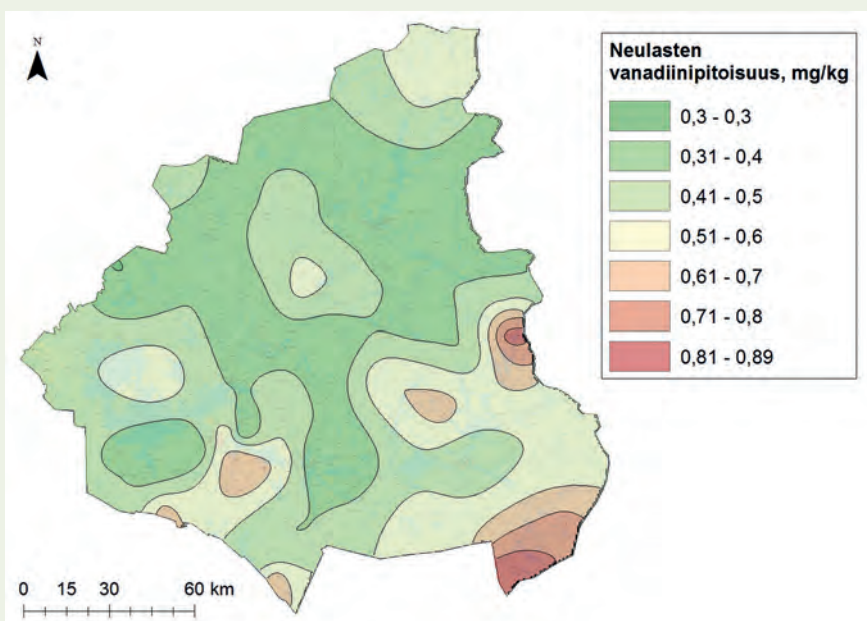 N
Neulasten
vanadiinipitoisuus, mg/kg
0,3 - 0,3
0,31 - 0,4
0,41 - 0,5
0,51 - 0,6
0,61 - 0,7
0,71 - 0,8
0,81 - 0,89
0 15 30 60 km